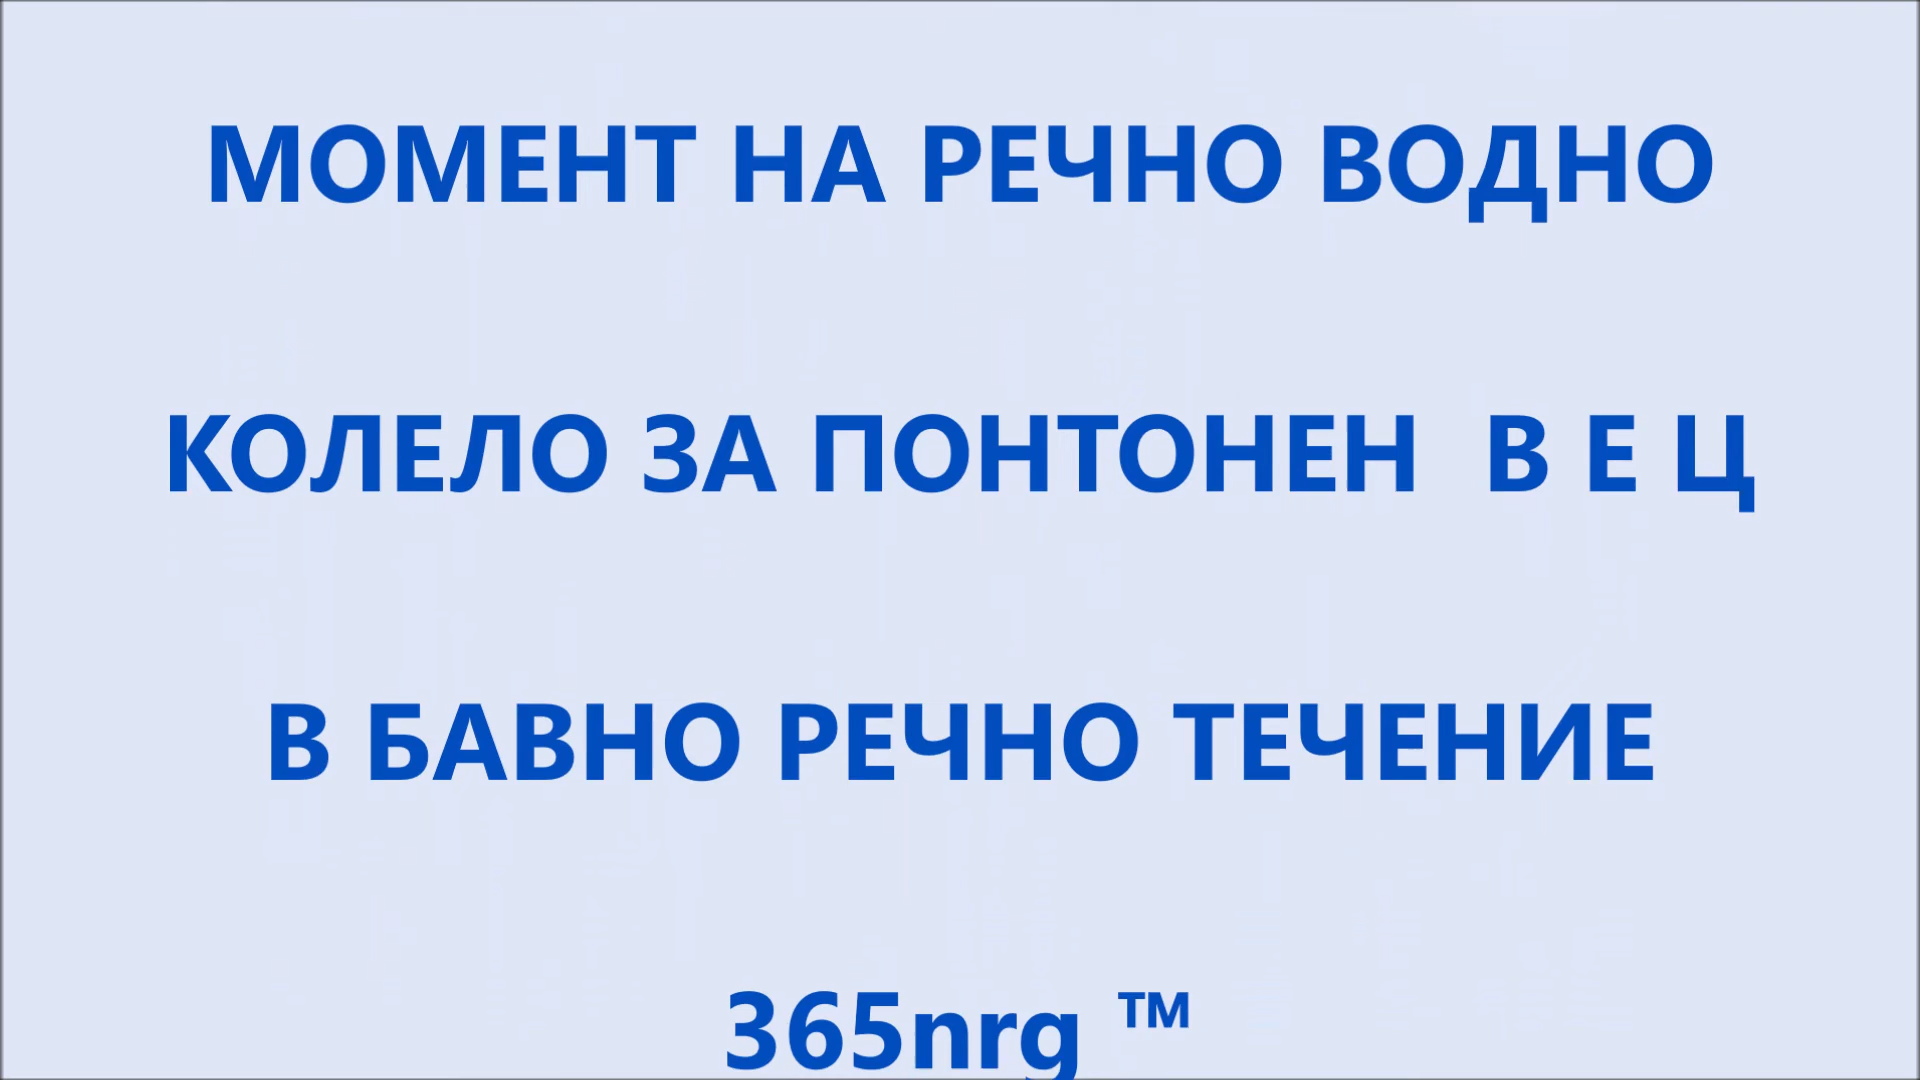 МОМЕНТ НА РЕЧНО ВОДНО
КОЛЕЛО ЗА ПОНТОНЕН  В Е Ц
В БАВНО РЕЧНО ТЕЧЕНИЕ
365nrg ™